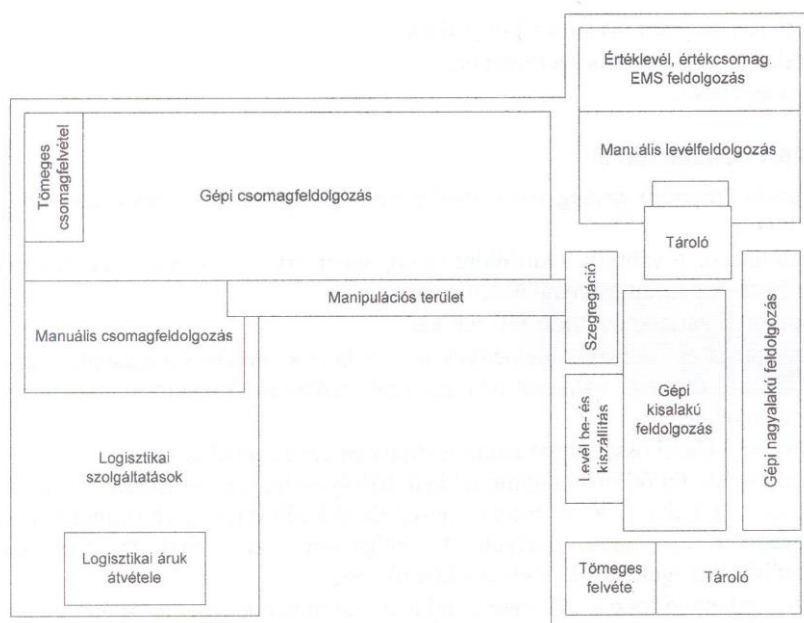 Értéklevél, értékcsomag.
EMS feldolgozás
Tömeges
csomagfelvétel
Gépi csomagfeldolgozás
Manuális levélfeldolgozás
Tároló
Szegregáció
Gépi nagyalakú feldolgozás
Manipulációs terület
Manuális csomagfeldolgozás
Levél be- és
kiszállítás
Gépi
kisalakú
feldolgozás
Logisztikai
szolgáltatások
Logisztikai áruk
átvétele
Tömeges
felvéte
Tároló